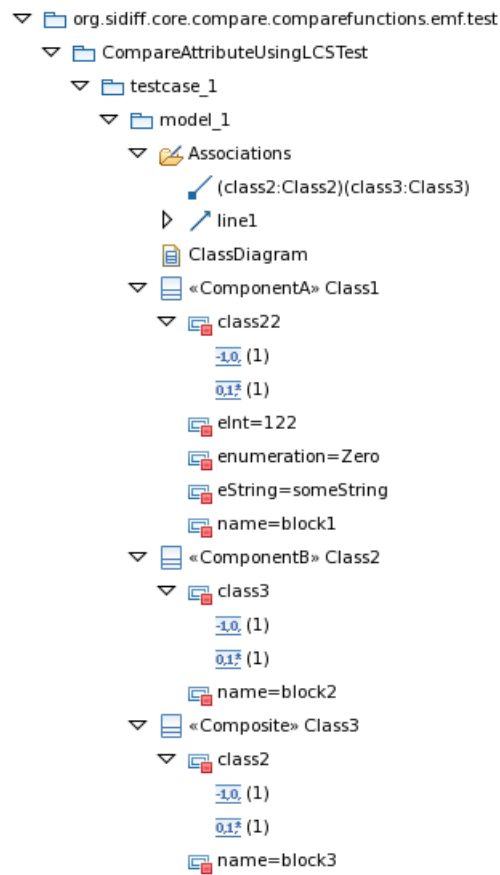 org.sidiff.core.compare.comparefunctions.emf.test
CompareAttributeUsingLCSTest
testcase_1
model_1
Associations
(class2:Class2)(class3:Class3)
line1
ClassDiagram
«ComponentA» Class1
class22
-1,0, (1)
0,1,* (1)
eInt=122
enumeration=Zero
eString=someString
name=block1
«ComponentB» Class2
class3
-1,0, (1)
0,1,* (1)
name=block2
«Composite» Class3
class2
-1,0, (1)
0,1,* (1)
name=block3